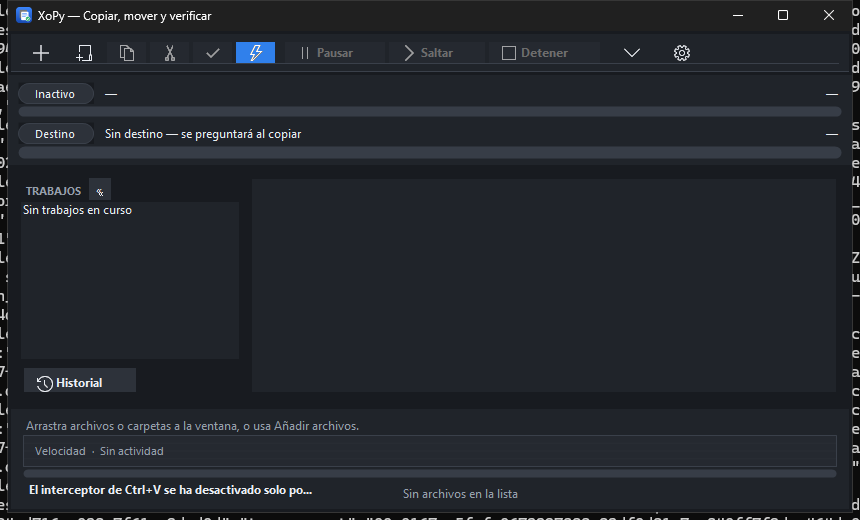 XoPy — Copiar, mover y verificar
Pausar
Saltar
Detener
Inactivo —
—
Destino Sin destino — se preguntará al copiar
—
TRABAJOS
Sin trabajos en curso
Historial
Arrastra archivos o carpetas a la ventana, o usa Añadir archivos.
Velocidad · Sin actividad
El interceptor de Ctrl+V se ha desactivado solo po...
Sin archivos en la lista